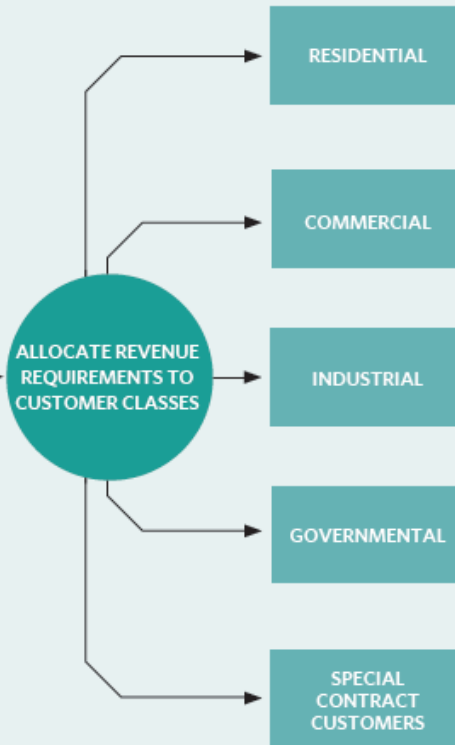 RESIDENTIAL
COMMERCIAL
ALLOCATE REVENUE
REQUIREMENTS TO
CUSTOMER CLASSES
INDUSTRIAL
GOVERNMENTAL
SPECIAL
CONTRACT
CUSTOMERS